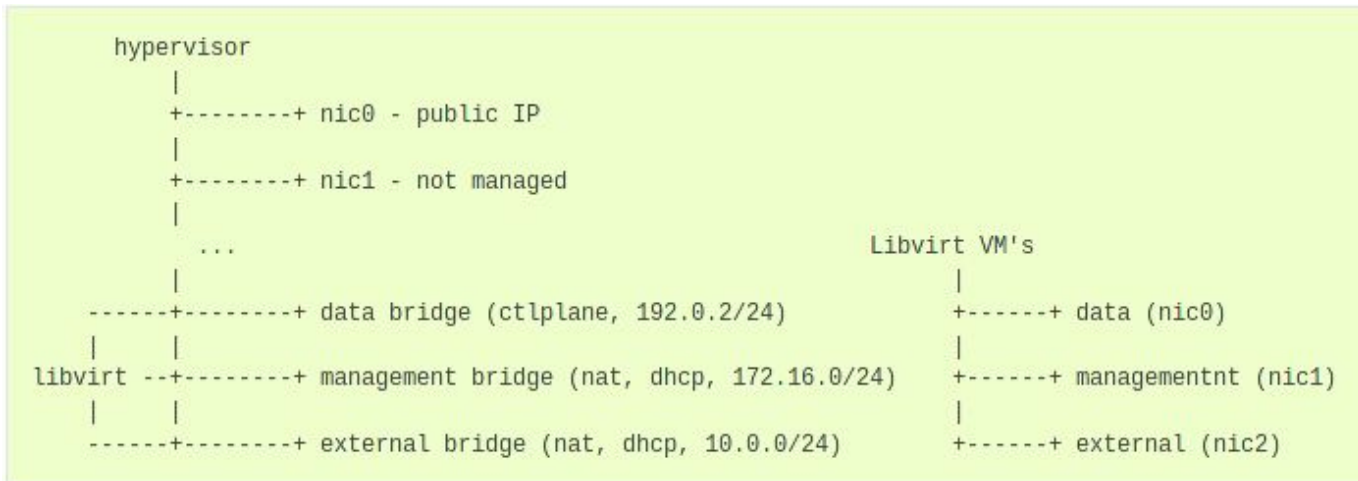 hypervisor
|
+--------+ nic0 - public IP
|
+--------+ nic1 - not managed
|
... Libvirt VM's
| |
------+--------+ data bridge (ctlplane, 192.0.2/24) +------+ data (nic0)
| | |
libvirt --+--------+ management bridge (nat, dhcp, 172.16.0/24) +------+ managementnt (nic1)
| | |
------+--------+ external bridge (nat, dhcp, 10.0.0/24) +------+ external (nic2)